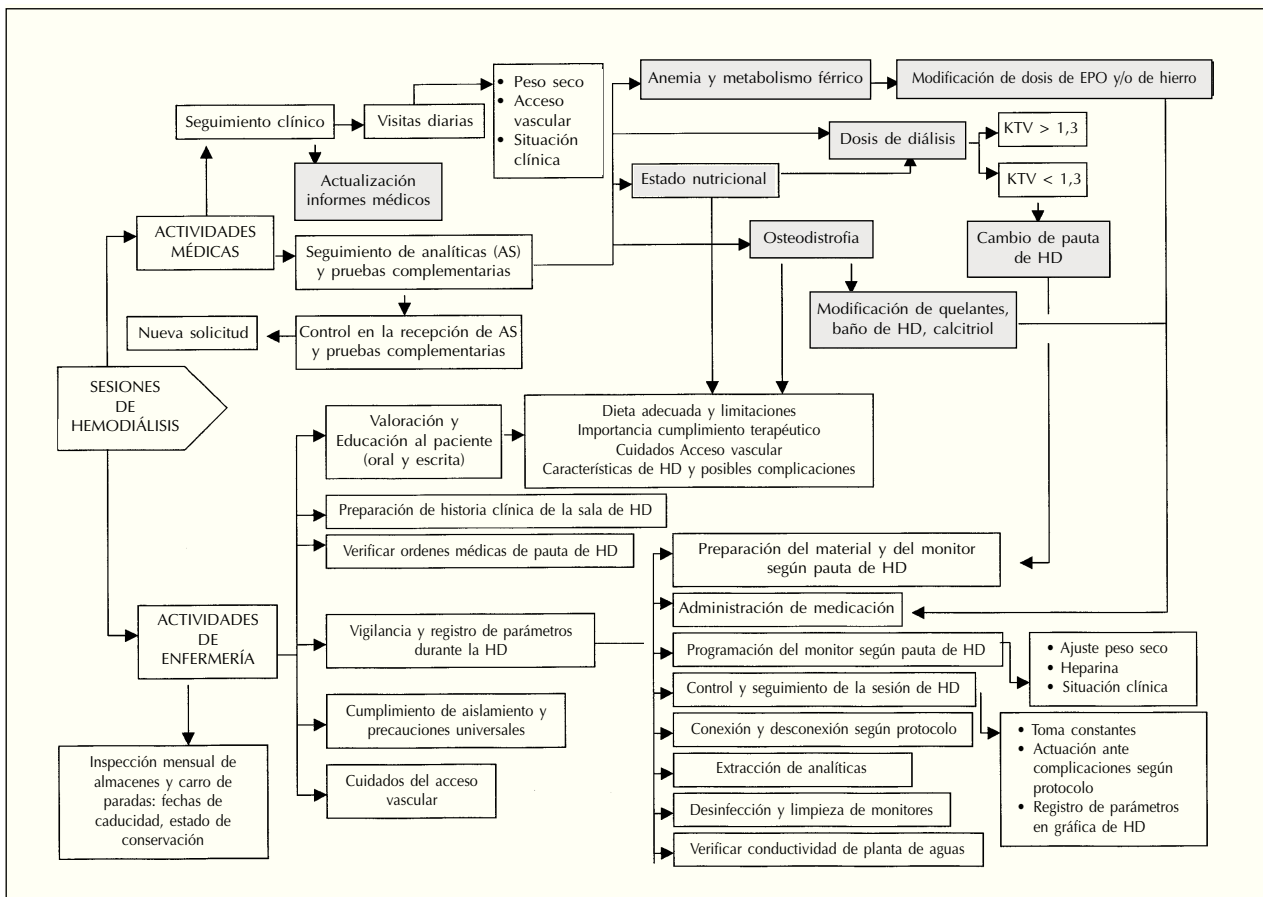 Seguimiento clínico
Visitas diarias
• Peso seco
• Acceso
vascular
• Situación
clínica
Anemia y metabolismo férrico
Modificación de dosis de EPO y/o de hierro
Dosis de diálisis
KTV > 1,3
KTV < 1,3
Cambio de pauta
de HD
Actualización
informes médicos
Estado nutricional
ACTIVIDADES
MÉDICAS
Seguimiento de analíticas (AS)
y pruebas complementarias
Osteodistrofia
Modificación de quelantes,
baño de HD, calcitriol
Nueva solicitud
Control en la recepción de AS
y pruebas complementarias
SESIONES
DE
HEMODIÁLISIS
Valoración y
Educación al paciente
(oral y escrita)
Dieta adecuada y limitaciones
Importancia cumplimiento terapéutico
Cuidados Acceso vascular
Características de HD y posibles complicaciones
Preparación de historia clínica de la sala de HD
Verificar ordenes médicas de pauta de HD
ACTIVIDADES
DE
ENFERMERÍA
Vigilancia y registro de parámetros
durante la HD
Cumplimiento de aislamiento y
precauciones universales
Cuidados del acceso
vascular
Inspección mensual de
almacenes y carro de
paradas: fechas de
caducidad, estado de
conservación
Preparación del material y del monitor
según pauta de HD
Administración de medicación
Programación del monitor según pauta de HD
Control y seguimiento de la sesión de HD
Conexión y desconexión según protocolo
Extracción de analíticas
Desinfección y limpieza de monitores
Verificar conductividad de planta de aguas
• Ajuste peso seco
• Heparina
• Situación clínica
• Toma constantes
• Actuación ante
complicaciones según
protocolo
• Registro de parámetros
en gráfica de HD